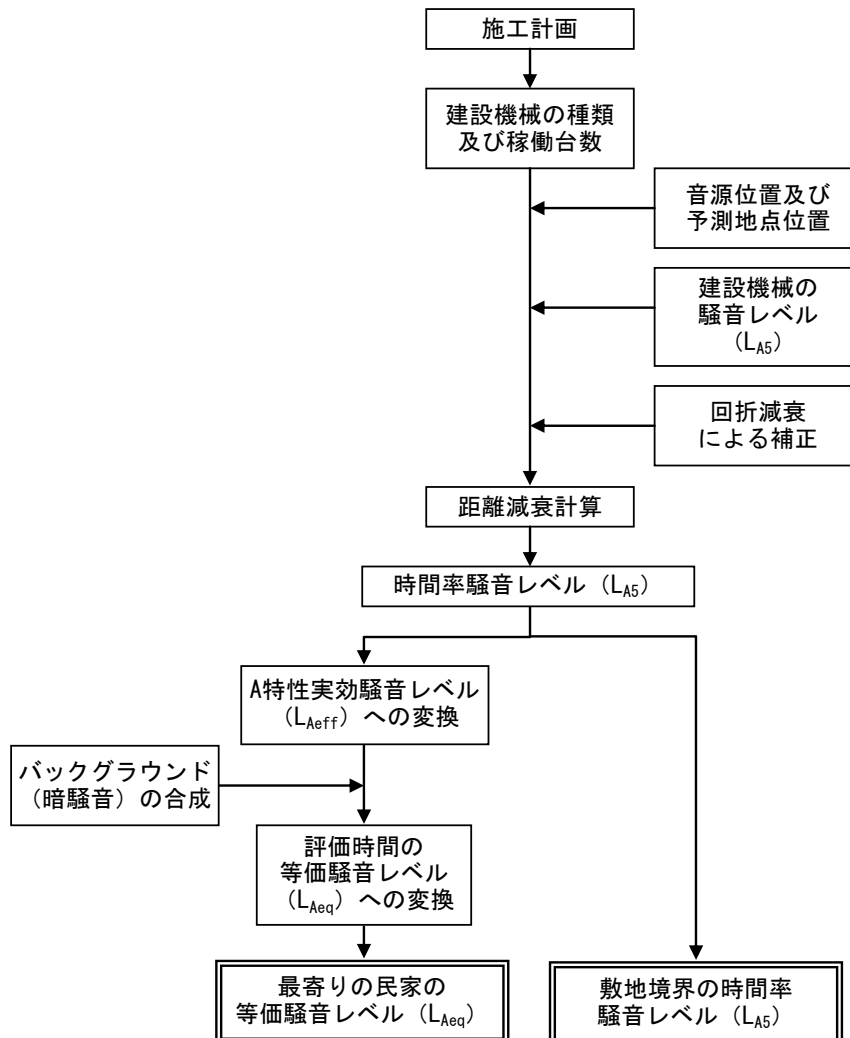 施工計画
建設機械の種類
及び稼働台数
音源位置及び
予測地点位置
建設機械の
騒音レベル
（LA5）
回折減衰
による補正
距離減衰計算
時間率騒音レベル（LA5）
A特性実効騒音レベル
（LAeff）への変換
バックグラウンド
（暗騒音）の合成
評価時間の
等価騒音レベル
（LAeq）への変換
最寄りの民家の
等価騒音レベル（LAeq）
敷地境界の時間率
騒音レベル（LA5）